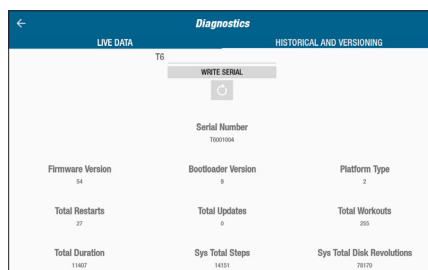 Diagnostics
LIVE DATA HISTORICAL AND VERSIONING
T6
WRITE SERIAL
Serial Number
T6001004
Firmware Version Bootloader Version Platform Type
54 9 2
Total Restarts Total Updates Total Workouts
27 0 255
Total Duration Sys Total Steps Sys Total Disk Revolutions
11407 14151 78170